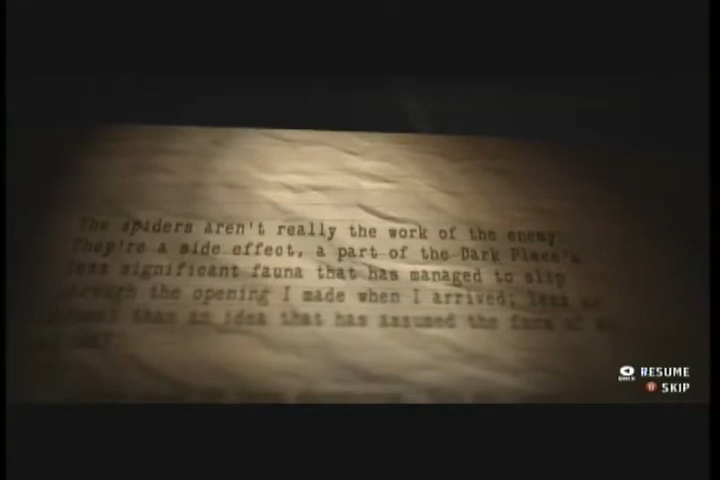 The spiders aren't really the work of the enemy.
They're a side effect, a part of the Dark Place's
less significant fauna that has managed to slip
through the opening I made when I arrived; less
than an idea that has assumed the form of
RESUME
SKIP